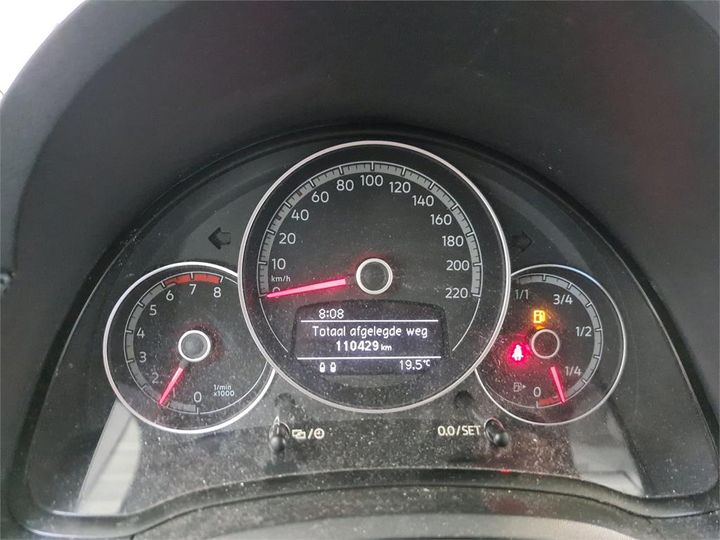 0 10 20 40 60 80 100 120 140 160 180 200 220
km/h
8:08
Totaal afgelegde weg
110429 km
19.5°C
0 1 2 3 4 5 6 7 8
1/min
x1000
1/1 3/4 1/2 1/4 0
0.0/SET